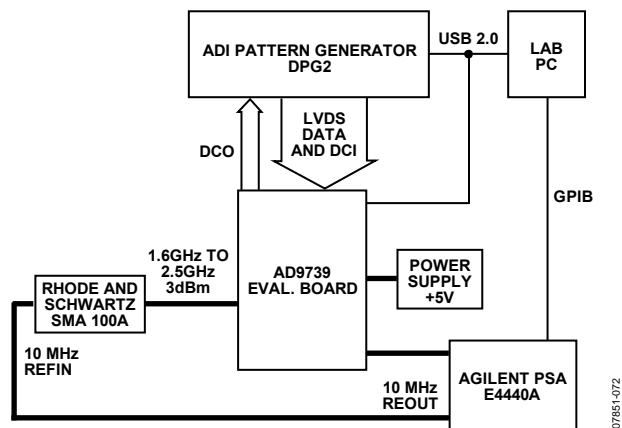 ADI PATTERN GENERATOR
DPG2
USB 2.0
LAB
PC
DCO
LVDS
DATA
AND DCI
GPIB
1.6GHz TO
2.5GHz
3dBm
AD9739
EVAL. BOARD
POWER
SUPPLY
+5V
RHODE AND
SCHWARTZ
SMA 100A
10 MHz
REFIN
10 MHz
REOUT
AGILENT PSA
E4440A
07851-072